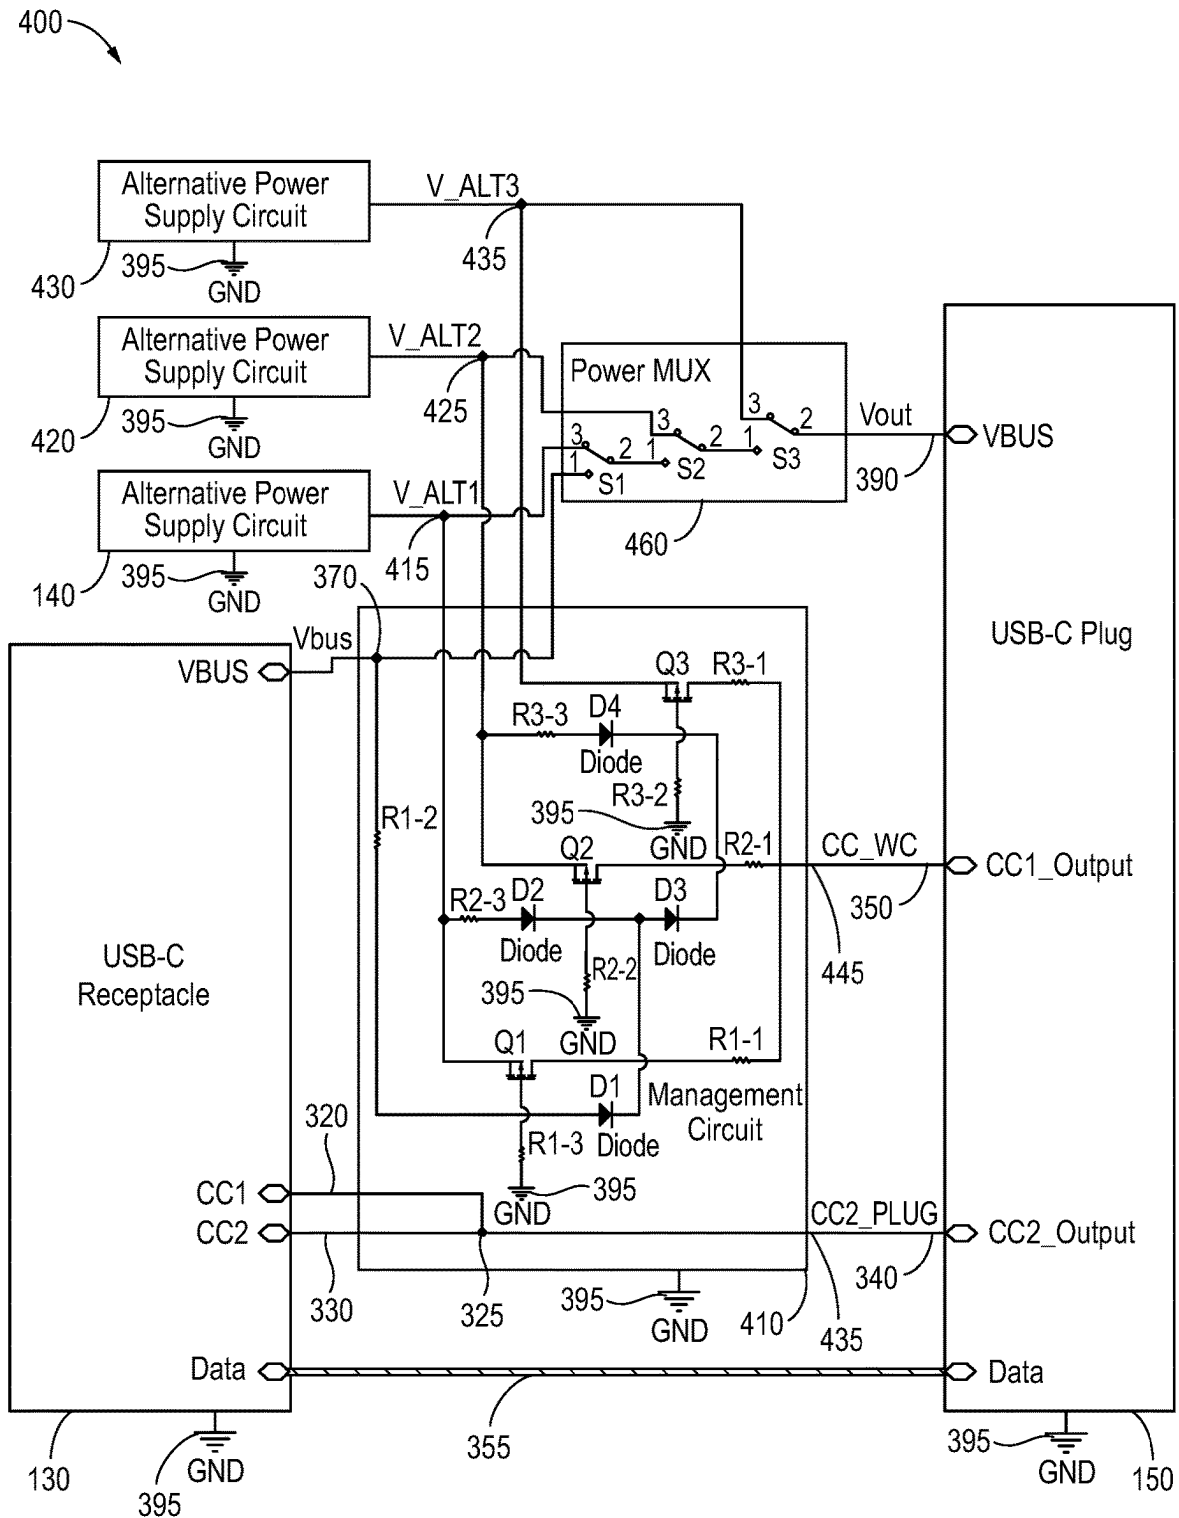 400
Alternative Power
Supply Circuit
V_ALT3
435
395
GND
430
Alternative Power
Supply Circuit
V_ALT2
425
395
GND
420
Alternative Power
Supply Circuit
V_ALT1
415
395
GND
140
370
Power MUX
3
2
1
S1
3
2
1
S2
3
2
1
S3
460
Vout
390
VBUS
USB-C Plug
Vbus
VBUS
Q3
R3-1
R3-3
D4
Diode
R3-2
395
GND
R1-2
Q2
R2-1
CC_WC
CC1_Output
350
445
R2-3
D2
Diode
D3
Diode
R2-2
395
GND
USB-C
Receptacle
Q1
R1-1
D1
Diode
R1-3
395
GND
Management
Circuit
320
CC1
CC2
330
325
CC2_PLUG
CC2_Output
340
435
410
395
GND
Data
355
Data
130
395
GND
395
GND
150